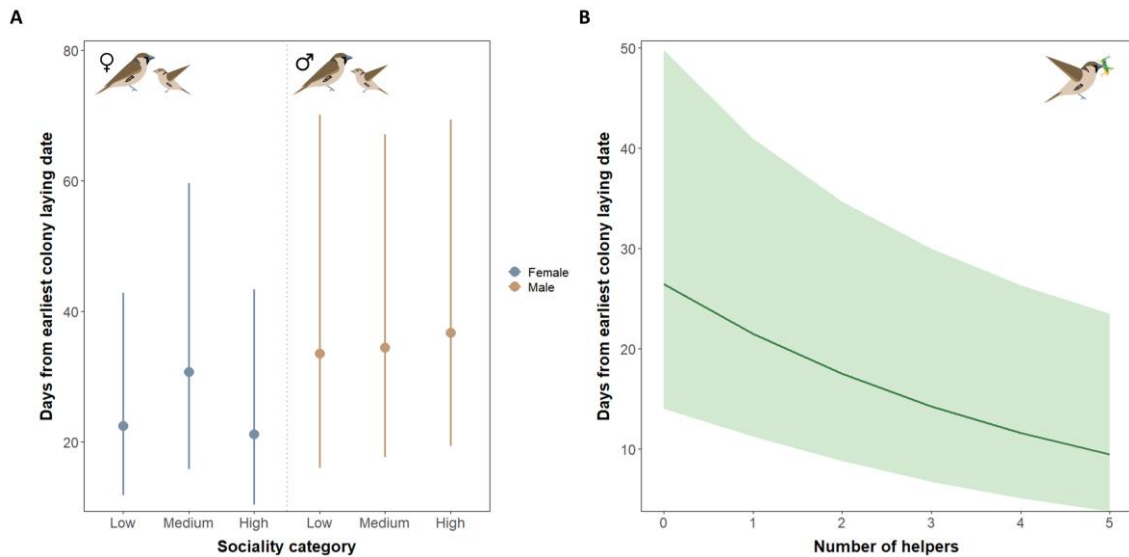 A
Days from earliest colony laying date
80
60
40
20
♀
♂
Low
Medium
High
Low
Medium
High
Sociality category
Female
Male
B
Days from earliest colony laying date
50
40
30
20
10
0
1
2
3
4
5
Number of helpers